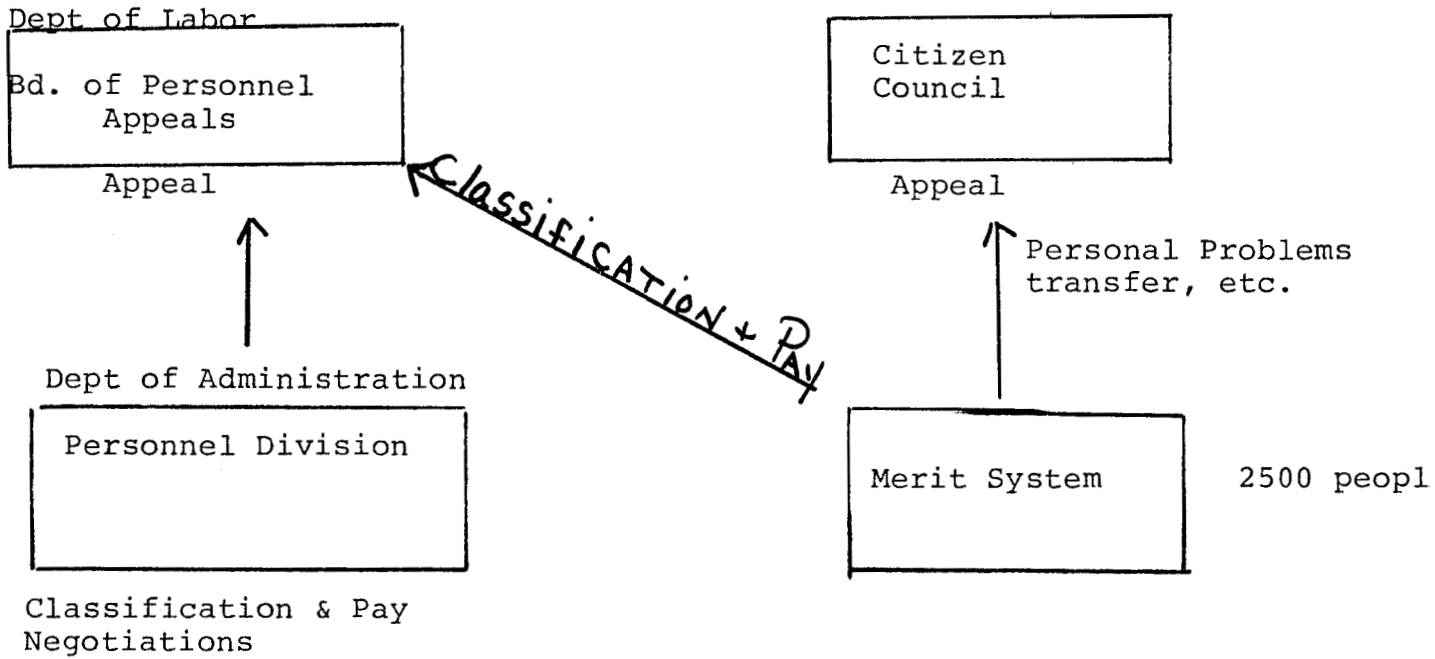 Dept of Labor
Bd. of Personnel
Appeals
Appeal
Citizen
Council
Appeal
Classification + Pay
Personal Problems
transfer, etc.
Dept of Administration
Personnel Division
Merit System
2500 peopl
Classification & Pay
Negotiations